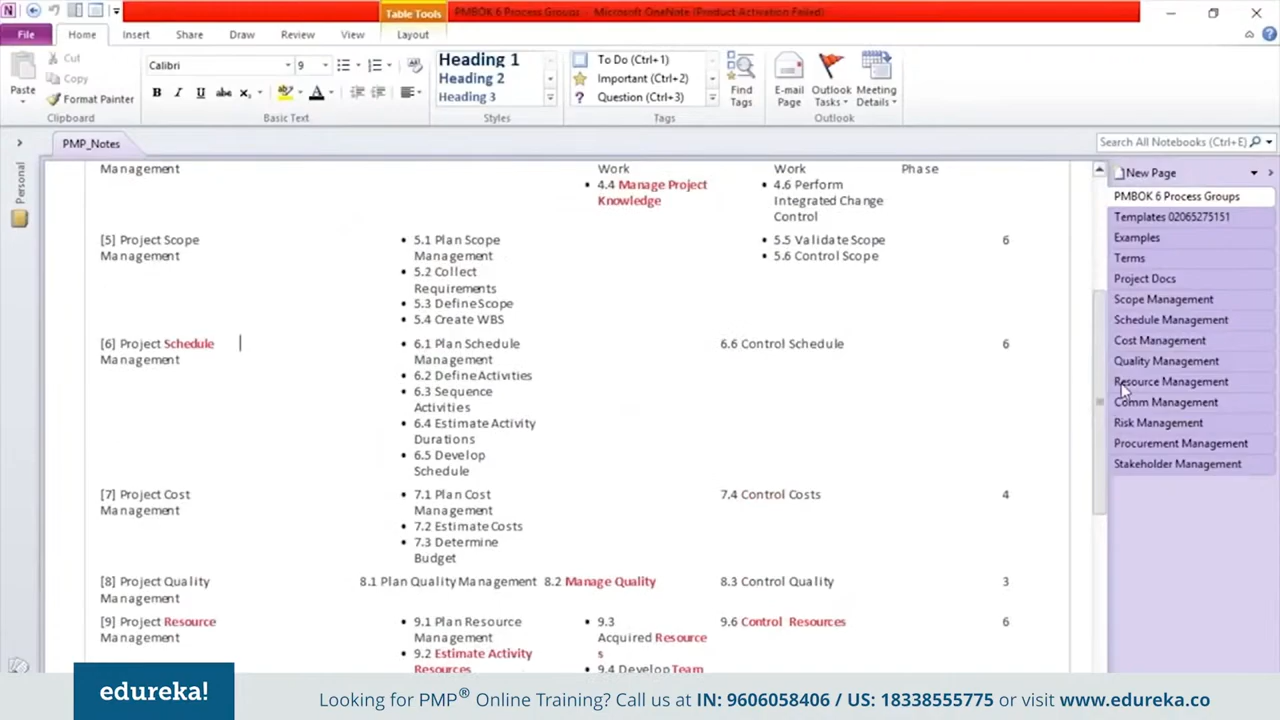 Table Tools
PMBOK 6 Process Groups - Microsoft OneNote (Product Activation Failed)
File Home Insert Share Draw Review View Layout
Cut
Copy
Paste
Format Painter
Clipboard
Calibri 9
B I U abc
Basic Text
Heading 1
Heading 2
Heading 3
Styles
To Do (Ctrl+1)
Important (Ctrl+2)
Question (Ctrl+3)
Tags
Find
Tags
E-mail
Page
Outlook
Tasks
Meeting
Details
Outlook
PMP_Notes
Search All Notebooks (Ctrl+E)
Personal
Management
Work
• 4.4 Manage Project
Knowledge
Work
• 4.6 Perform
Integrated Change
Control
Phase
[5] Project Scope
Management
• 5.1 Plan Scope
Management
• 5.2 Collect
Requirements
• 5.3 Define Scope
• 5.4 Create WBS
• 5.5 Validate Scope
• 5.6 Control Scope
6
[6] Project Schedule
Management
• 6.1 Plan Schedule
Management
• 6.2 Define Activities
• 6.3 Sequence
Activities
• 6.4 Estimate Activity
Durations
• 6.5 Develop
Schedule
6.6 Control Schedule
6
[7] Project Cost
Management
• 7.1 Plan Cost
Management
• 7.2 Estimate Costs
• 7.3 Determine
Budget
7.4 Control Costs
4
[8] Project Quality
Management
8.1 Plan Quality Management
8.2 Manage Quality
8.3 Control Quality
3
[9] Project Resource
Management
• 9.1 Plan Resource
Management
• 9.2 Estimate Activity
Resources
• 9.3
Acquired Resource
s
• 9.4 Develop Team
9.6 Control Resources
6
New Page
PMBOK 6 Process Groups
Templates 02065275151
Examples
Terms
Project Docs
Scope Management
Schedule Management
Cost Management
Quality Management
Resource Management
Comm Management
Risk Management
Procurement Management
Stakeholder Management
edureka!
Looking for PMP® Online Training? Call us at IN: 9606058406 / US: 18338555775 or visit www.edureka.co